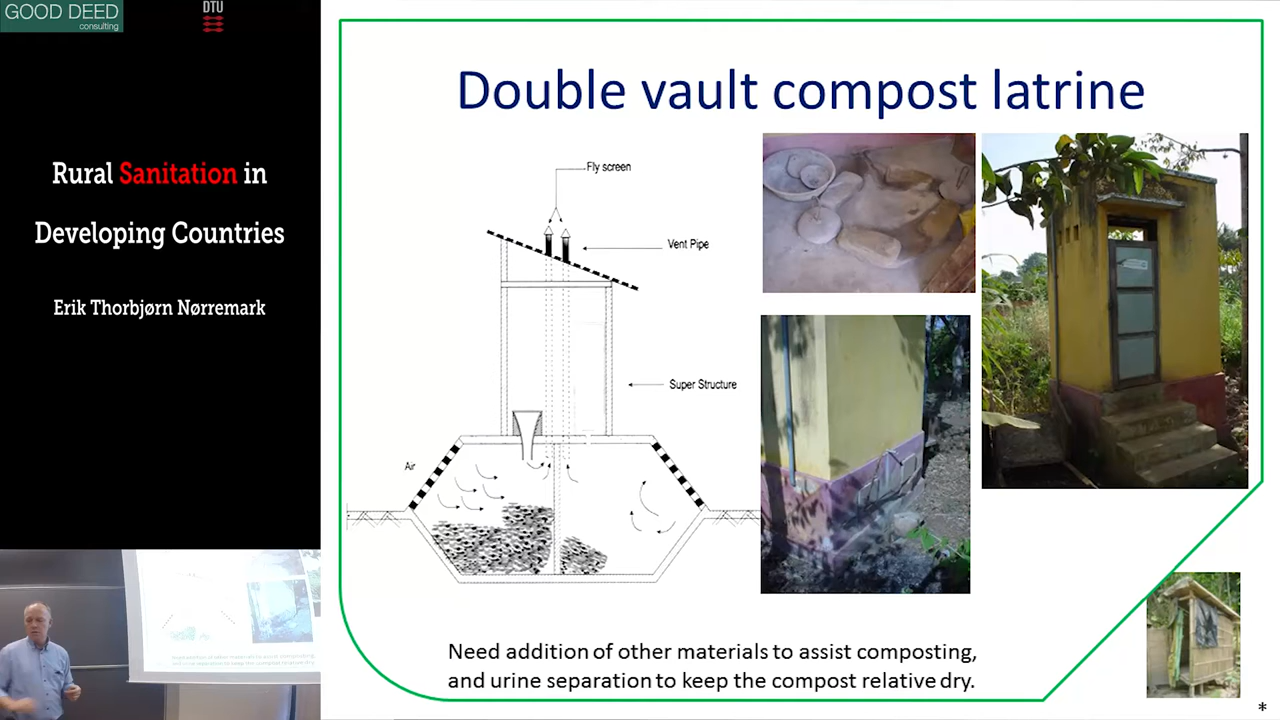 GOOD DEED
consulting
DTU
Rural Sanitation in
Developing Countries
Erik Thorbjørn Nørremark
Double vault compost latrine
Fly screen
Vent Pipe
Super Structure
Air
Need addition of other materials to assist composting,
and urine separation to keep the compost relative dry.
*